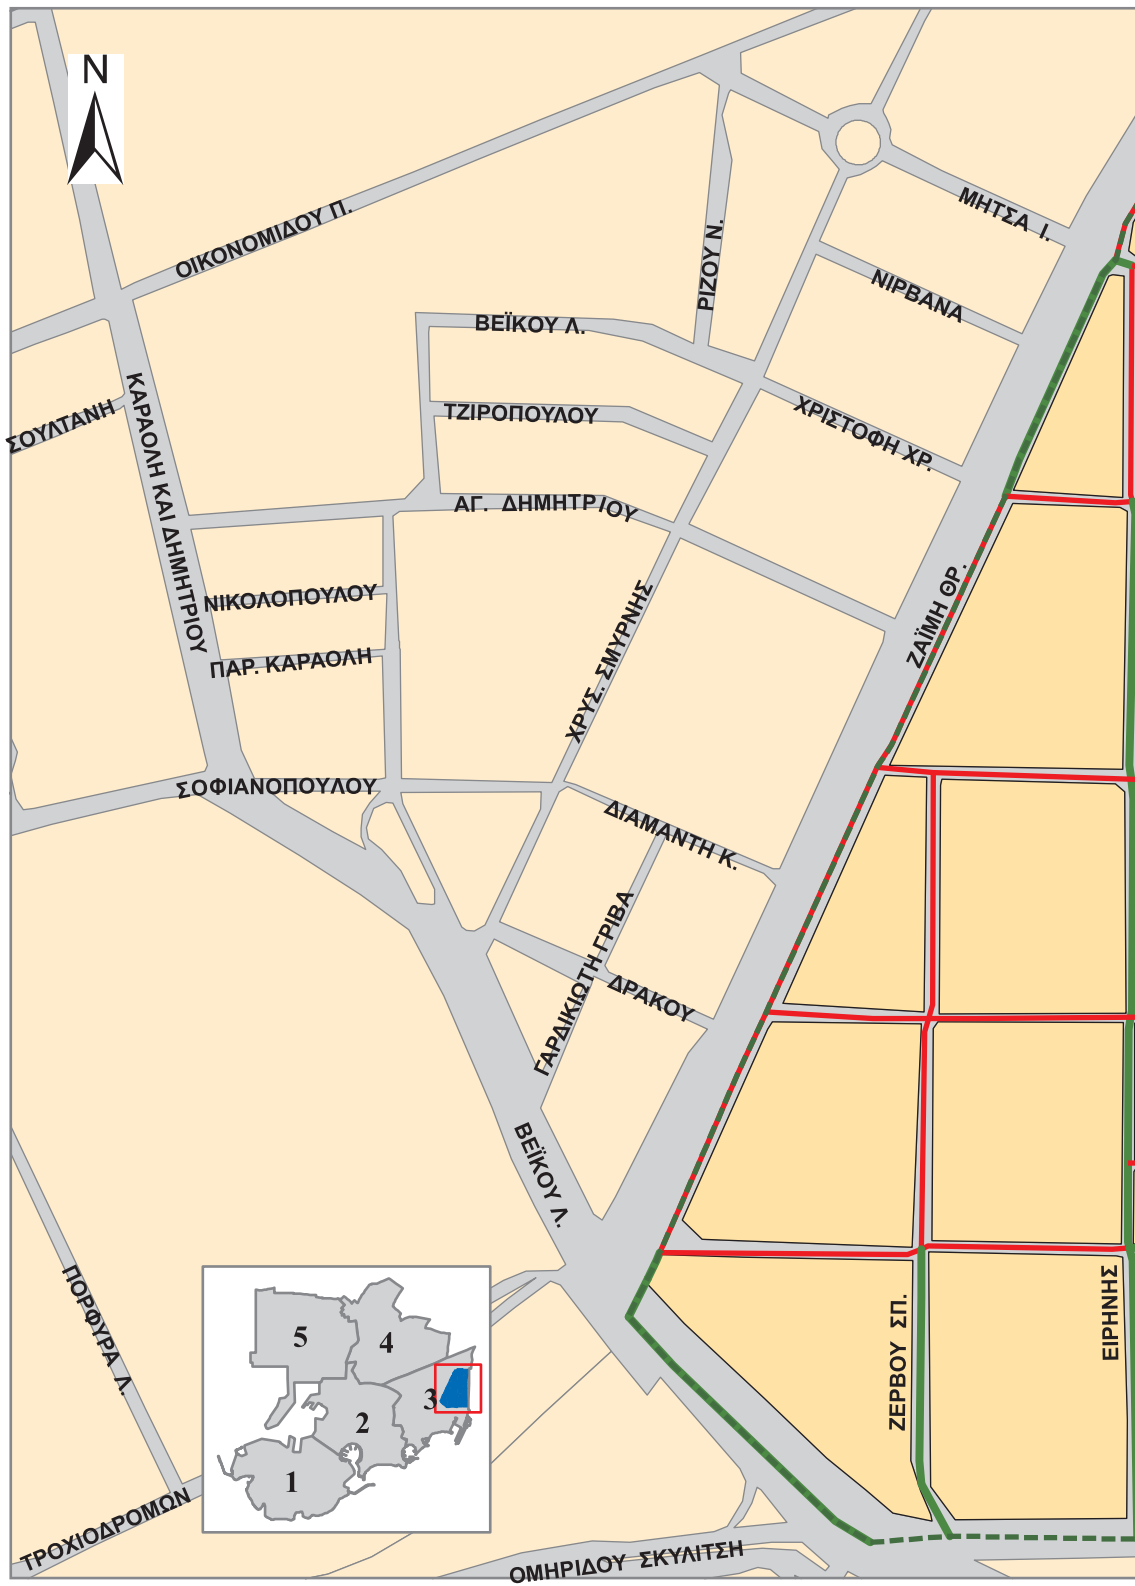 N
ΜΗΤΣΑ Ι.
ΟΙΚΟΝΟΜΙΔΟΥ Π.
ΡΙΖΟΥ Ν.
ΝΙΡΒΑΝΑ
ΒΕΪΚΟΥ Λ.
ΣΟΥΛΤΑΝΗ
ΤΖΙΡΟΠΟΥΛΟΥ
ΧΡΙΣΤΟΦΗ ΧΡ.
ΚΑΡΑΟΛΗ ΚΑΙ ΔΗΜΗΤΡΙΟΥ
ΑΓ. ΔΗΜΗΤΡΙΟΥ
ΝΙΚΟΛΟΠΟΥΛΟΥ
ΖΑΪΜΗ ΘΡ.
ΠΑΡ. ΚΑΡΑΟΛΗ
ΧΡΥΣ. ΣΜΥΡΝΗΣ
ΣΟΦΙΑΝΟΠΟΥΛΟΥ
ΔΙΑΜΑΝΤΗ Κ.
ΓΑΡΔΙΚΙΩΤΗ ΓΡΙΒΑ
ΔΡΑΚΟΥ
ΒΕΪΚΟΥ Λ.
ΠΟΡΦΥΡΑ Λ.
ΖΕΡΒΟΥ ΣΠ.
ΕΙΡΗΝΗΣ
5
4
3
2
1
ΤΡΟΧΙΟΔΡΟΜΩΝ
ΟΜΗΡΙΔΟΥ ΣΚΥΛΙΤΣΗ